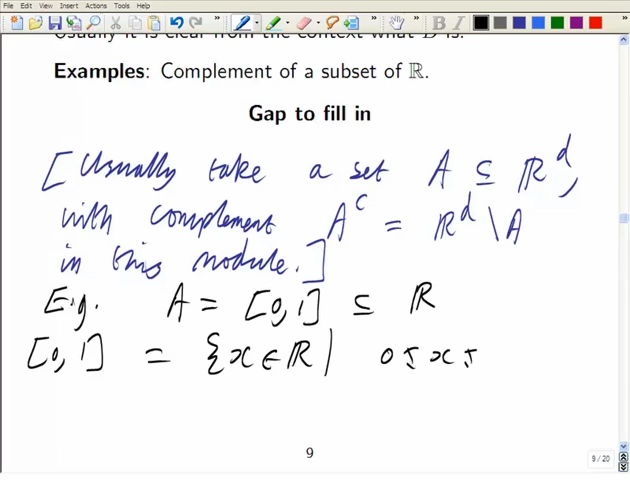 File Edit View Insert Actions Tools Help
B I
Usually it is clear from the context what D is.
Examples: Complement of a subset of ℝ.
Gap to fill in
[Usually take a set A ⊆ ℝ^d,
with complement A^c = ℝ^d \ A
in this module.]
E.g. A = [0,1] ⊆ ℝ
[0,1] = {x ∈ ℝ | 0 ≤ x ≤
9
9 / 20